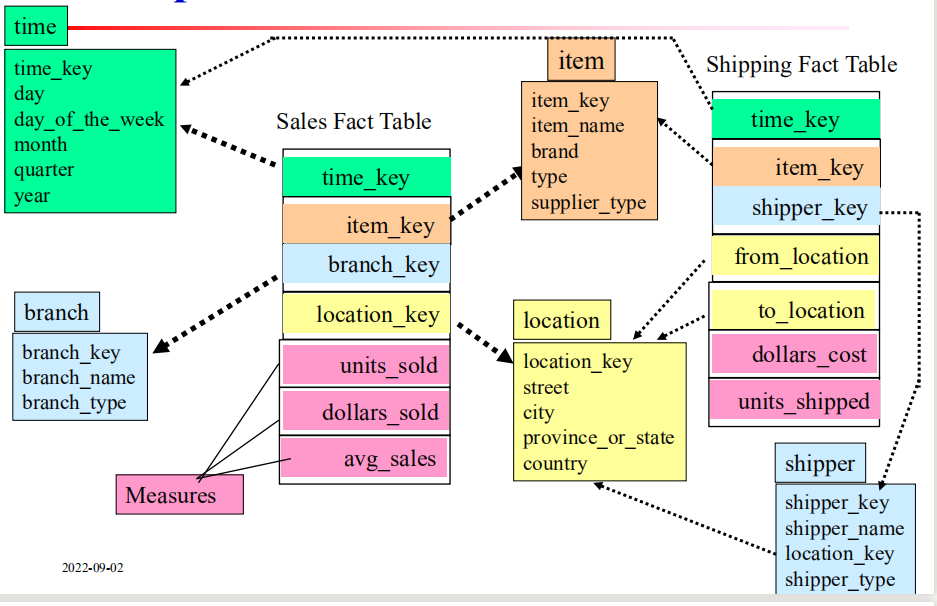 time
time_key
day
day_of_the_week
month
quarter
year
Sales Fact Table
time_key
item_key
branch_key
location_key
units_sold
dollars_sold
avg_sales
Measures
branch
branch_key
branch_name
branch_type
item
item_key
item_name
brand
type
supplier_type
location
location_key
street
city
province_or_state
country
Shipping Fact Table
time_key
item_key
shipper_key
from_location
to_location
dollars_cost
units_shipped
shipper
shipper_key
shipper_name
location_key
shipper_type
2022-09-02